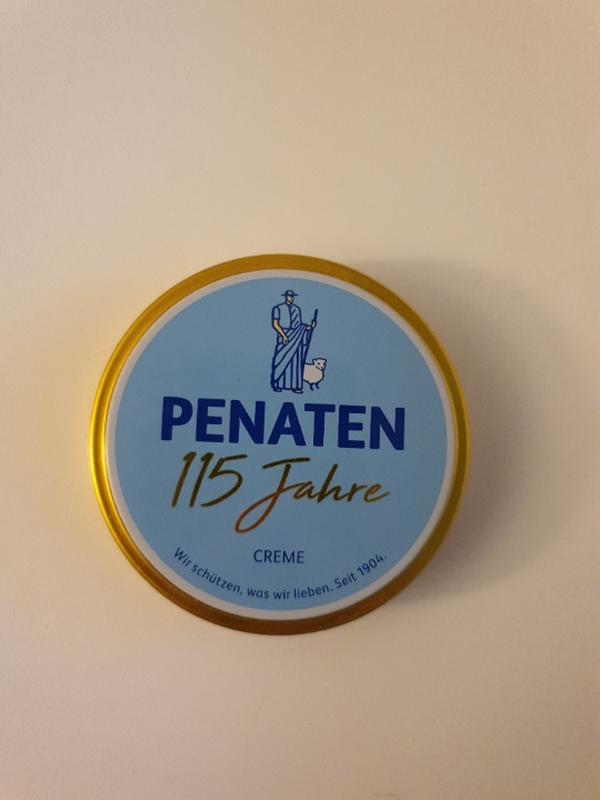 PENATEN
115 Jahre
CREME
Wir schützen, was wir lieben. Seit 1904.